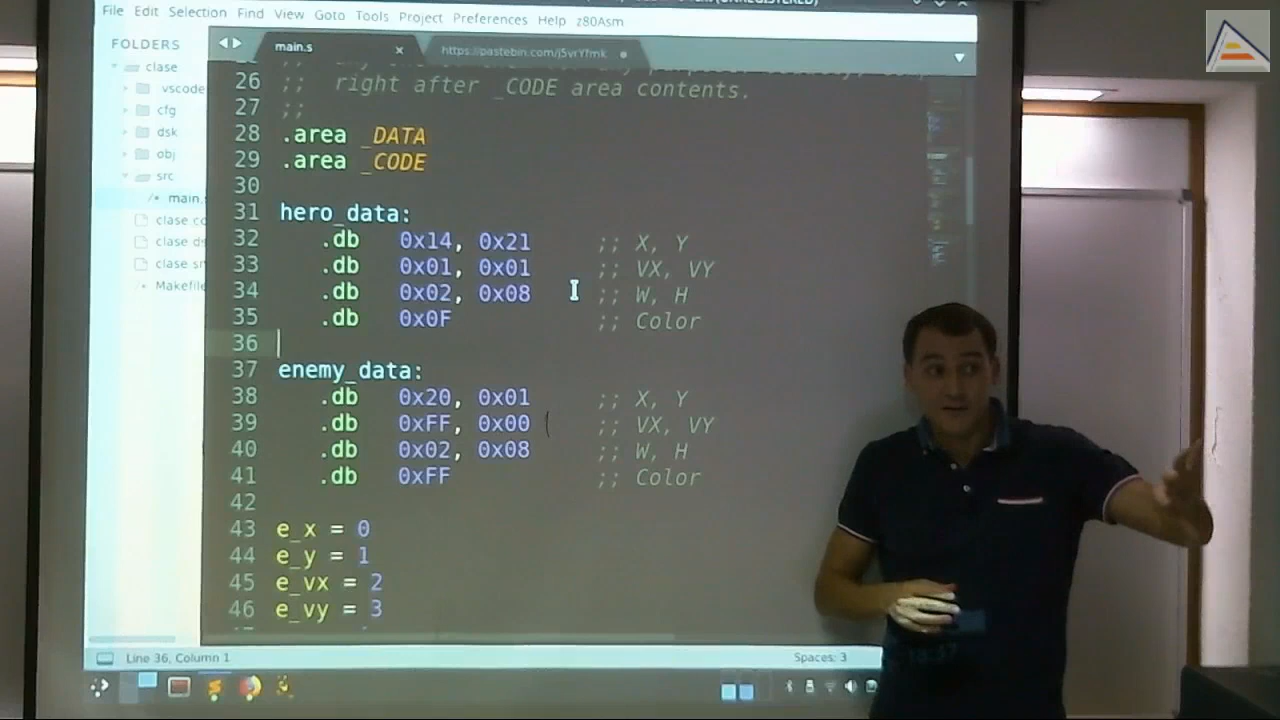 (UNREGISTERED)
File Edit Selection Find View Goto Tools Project Preferences Help z80Asm
FOLDERS
clase
vscode
cfg
dsk
obj
src
main.s
clase
clase
clase
Makefile
main.s
https://pastebin.com/j5vrYfmk
26 ;; right after _CODE area contents.
27 ;;
28 .area _DATA
29 .area _CODE
30
31 hero_data:
32 .db 0x14, 0x21 ;; X, Y
33 .db 0x01, 0x01 ;; VX, VY
34 .db 0x02, 0x08 ;; W, H
35 .db 0x0F ;; Color
36
37 enemy_data:
38 .db 0x20, 0x01 ;; X, Y
39 .db 0xFF, 0x00 ;; VX, VY
40 .db 0x02, 0x08 ;; W, H
41 .db 0xFF ;; Color
42
43 e_x = 0
44 e_y = 1
45 e_vx = 2
46 e_vy = 3
Line 36, Column 1
Spaces: 3